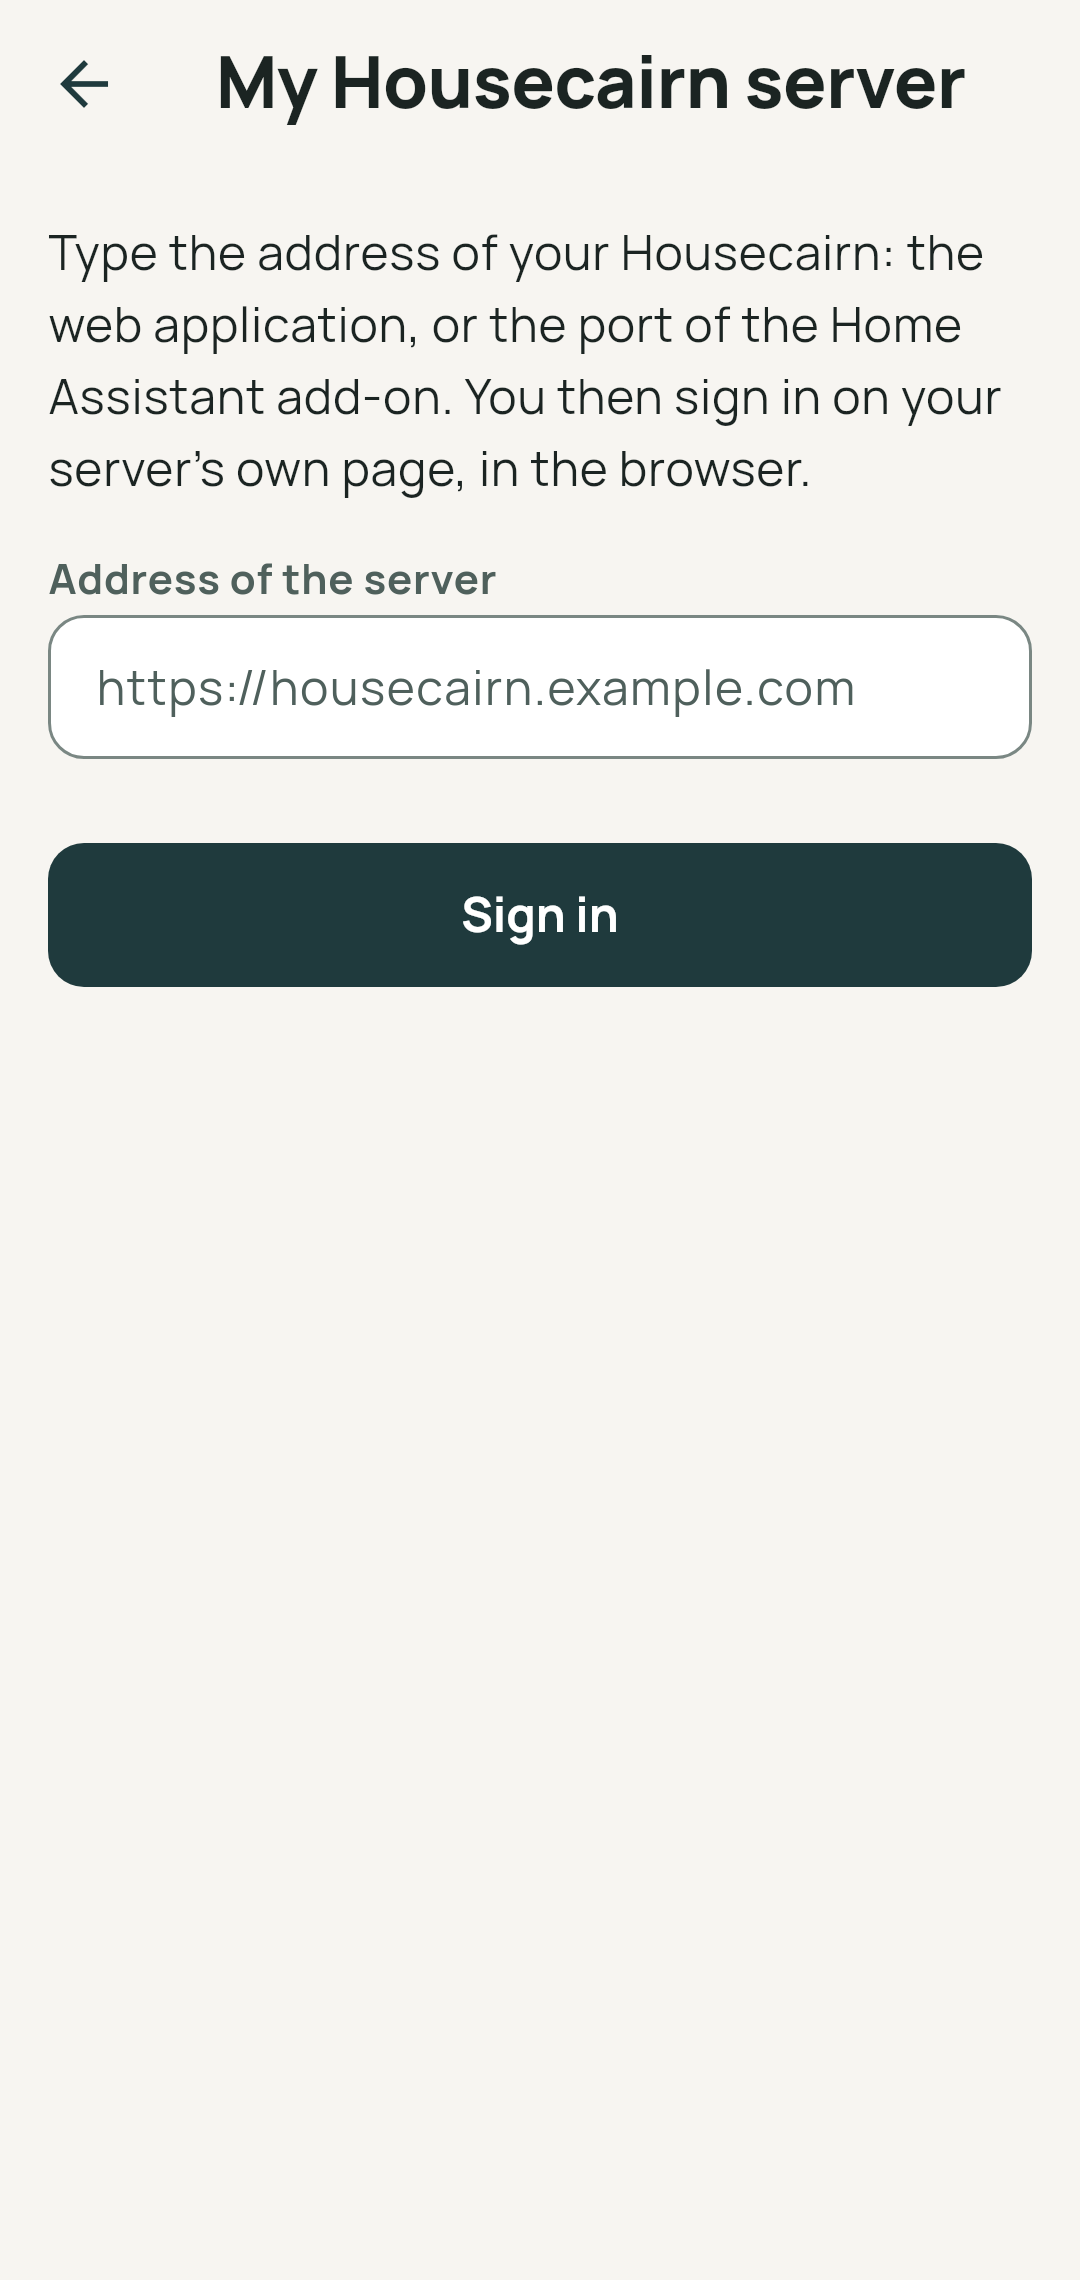 My Housecairn server
Type the address of your Housecairn: the
web application, or the port of the Home
Assistant add-on. You then sign in on your
server’s own page, in the browser.
Address of the server
https://housecairn.example.com
Sign in